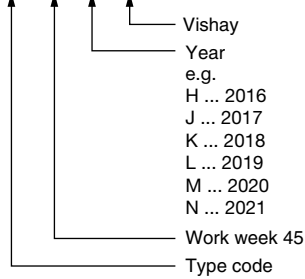 Vishay
Year
e.g.
H ... 2016
J ... 2017
K ... 2018
L ... 2019
M ... 2020
N ... 2021
Work week 45
Type code